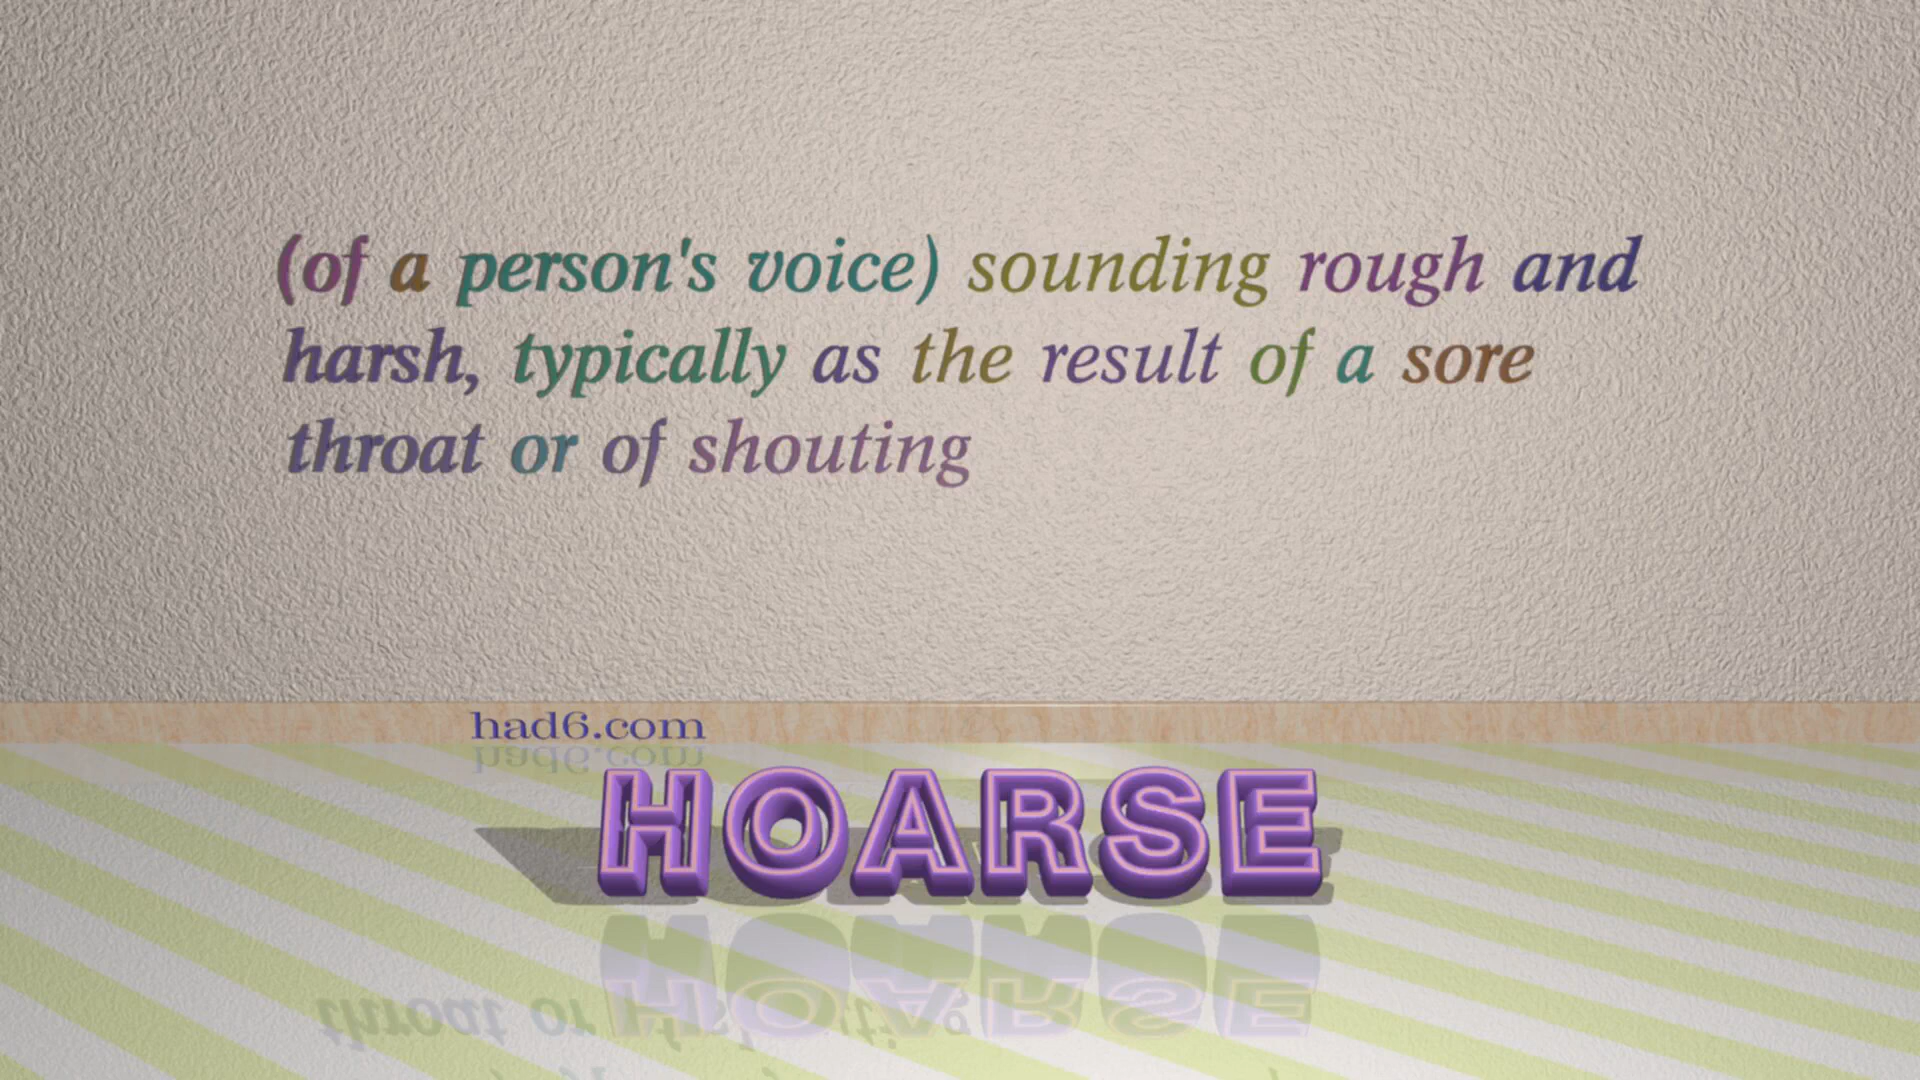 (of a person's voice) sounding rough and
harsh, typically as the result of a sore
throat or of shouting
had6.com
HOARSE